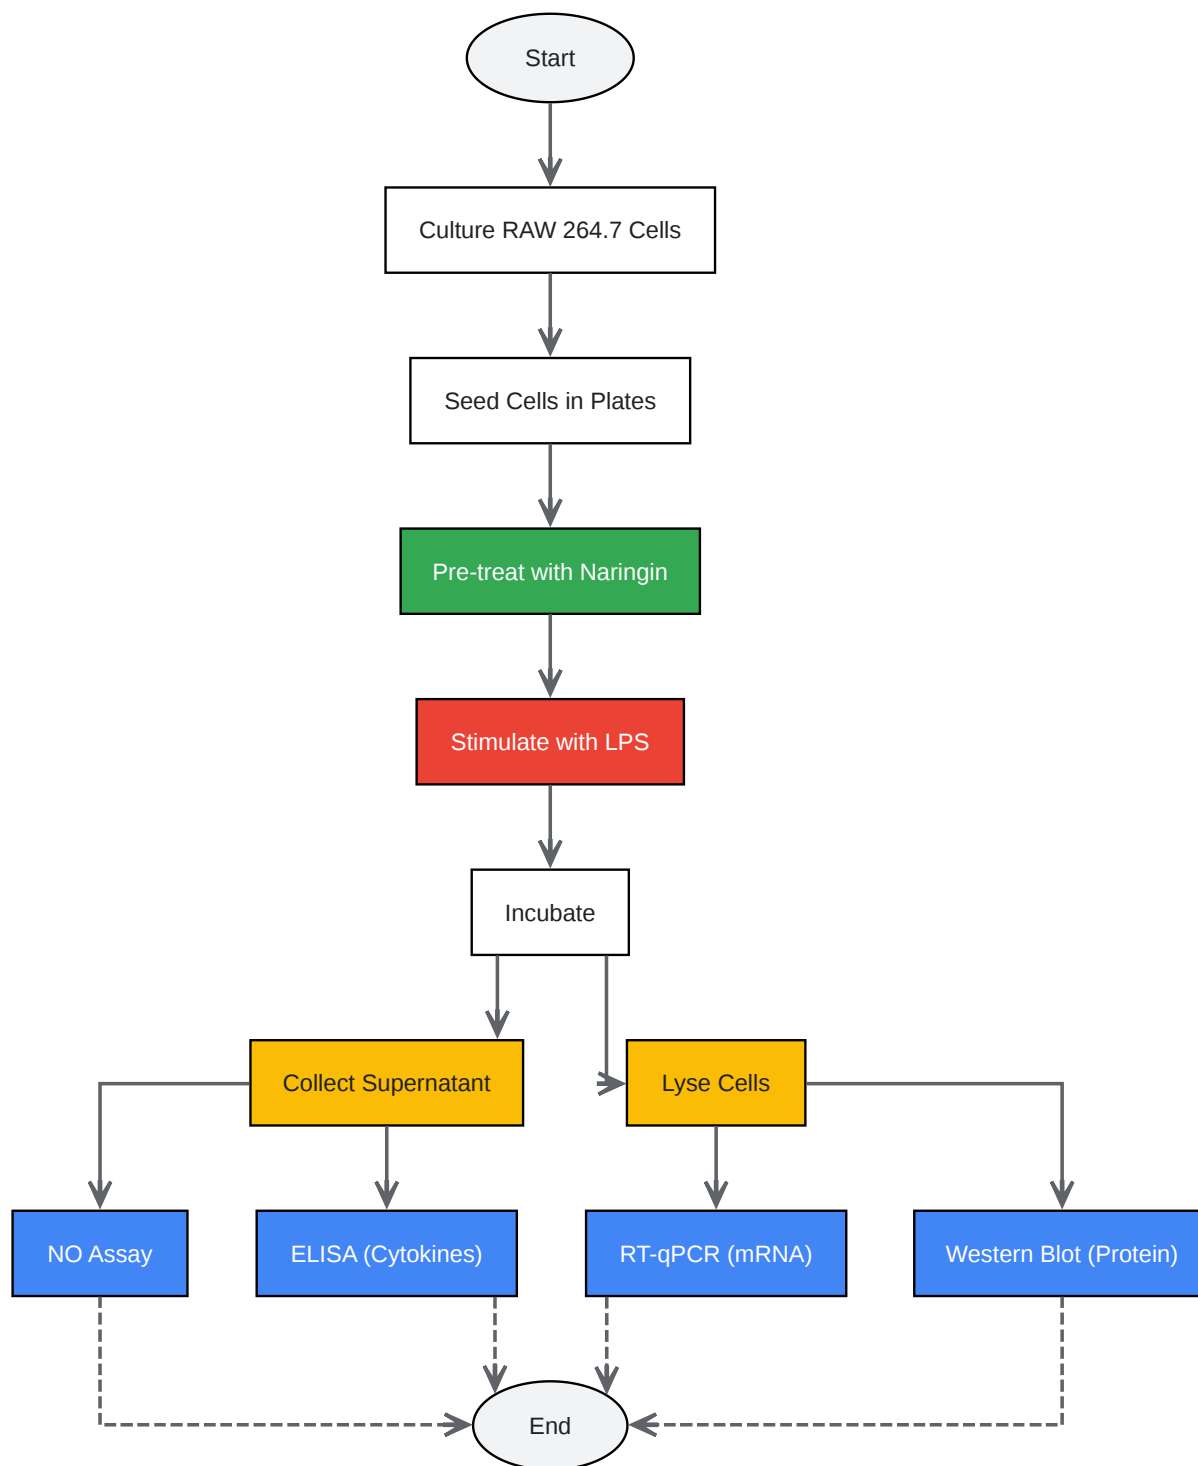 Start
Culture RAW 264.7 Cells
Seed Cells in Plates
Pre-treat with Naringin
Stimulate with LPS
Incubate
Collect Supernatant
Lyse Cells
NO Assay
ELISA (Cytokines)
RT-qPCR (mRNA)
Western Blot (Protein)
End